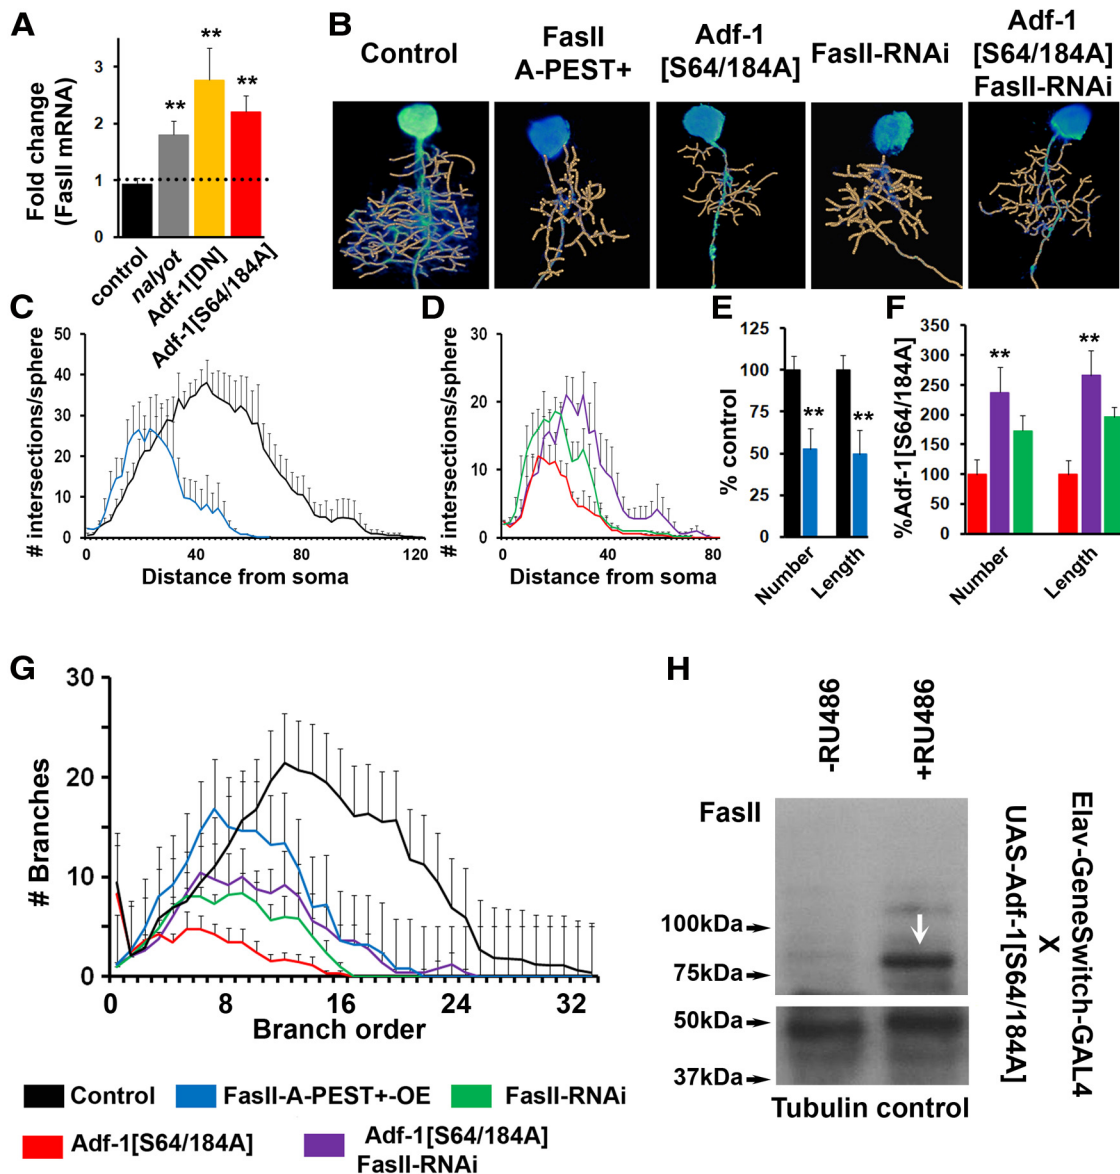 A
Fold change
(FasII mRNA)
3
2
1
0
**
**
**
control
nalyot
Adf-1[DN]
Adf-1[S64/184A]
B
Control
FasII
A-PEST+
Adf-1
[S64/184A]
FasII-RNAi
Adf-1
[S64/184A]
FasII-RNAi
C
# intersections/sphere
50
40
30
20
10
0
0
40
80
120
Distance from soma
D
# intersections/sphere
30
20
10
0
0
40
80
Distance from soma
E
% control
125
100
75
50
25
0
**
**
Number
Length
F
%Adf-1[S64/184A]
350
300
250
200
150
100
50
0
**
**
Number
Length
G
# Branches
30
20
10
0
0
8
16
24
32
Branch order
H
-RU486
+RU486
FasII
100kDa
75kDa
50kDa
37kDa
Tubulin control
UAS-Adf-1[S64/184A]
X
Elav-GeneSwitch-GAL4
Control
FasII-A-PEST+-OE
FasII-RNAi
Adf-1[S64/184A]
Adf-1[S64/184A]
FasII-RNAi